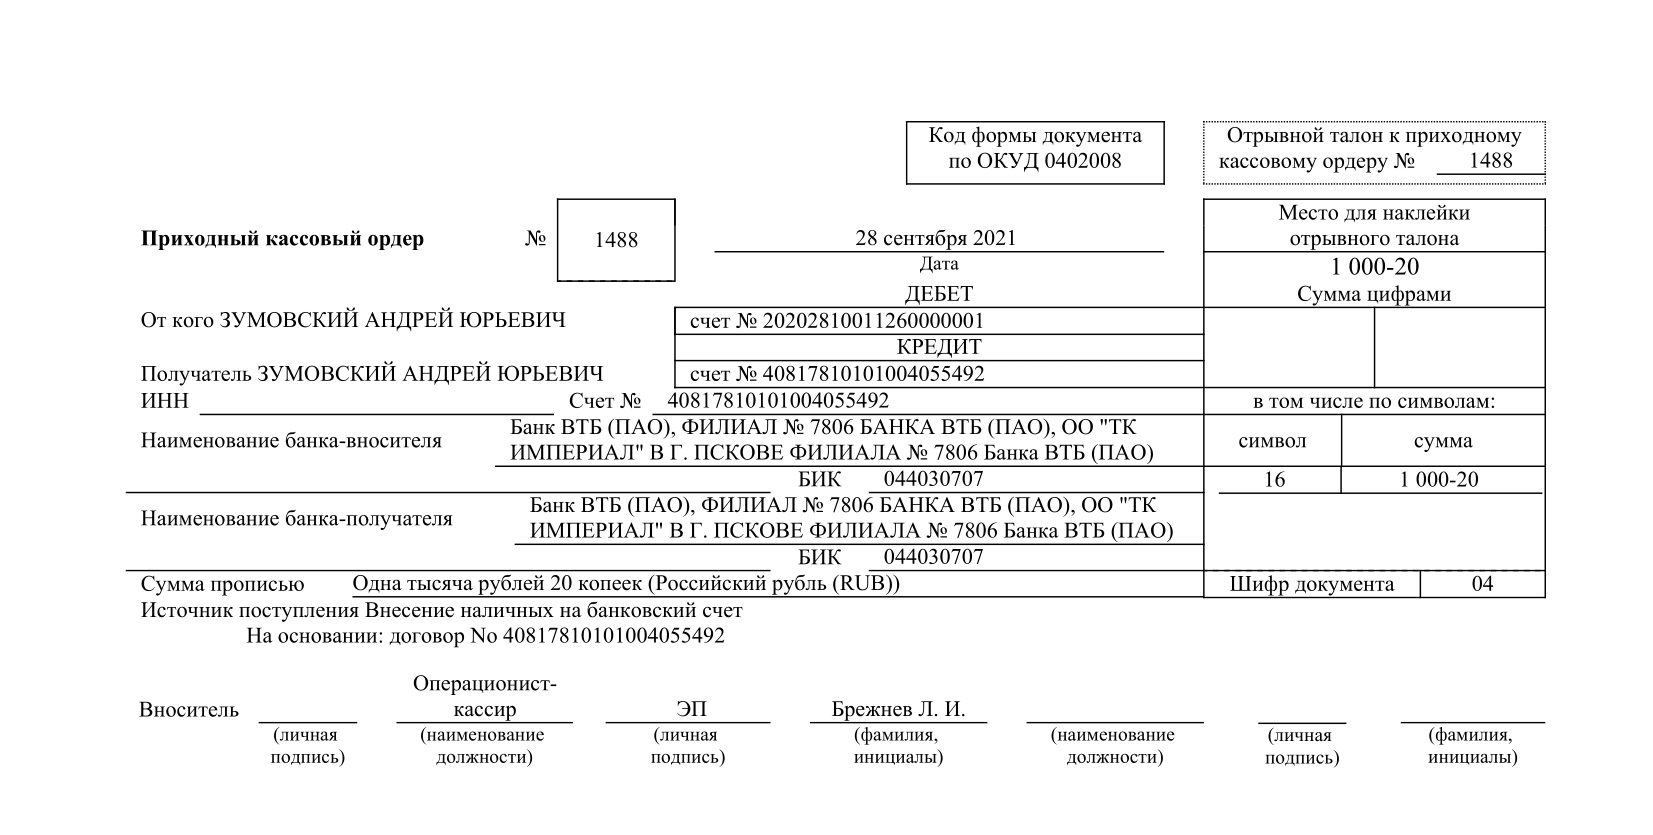 Код формы документа
по ОКУД 0402008
Отрывной талон к приходному
кассовому ордеру № 1488
Приходный кассовый ордер № 1488
28 сентября 2021
Дата
Место для наклейки
отрывного талона
1 000-20
Сумма цифрами
ДЕБЕТ
От кого ЗУМОВСКИЙ АНДРЕЙ ЮРЬЕВИЧ
счет № 20202810011260000001
КРЕДИТ
Получатель ЗУМОВСКИЙ АНДРЕЙ ЮРЬЕВИЧ
счет № 40817810101004055492
ИНН Счет № 40817810101004055492
в том числе по символам:
Наименование банка-вносителя
Банк ВТБ (ПАО), ФИЛИАЛ № 7806 БАНКА ВТБ (ПАО), ОО "ТК
ИМПЕРИАЛ" В Г. ПСКОВЕ ФИЛИАЛА № 7806 Банка ВТБ (ПАО)
символ сумма
БИК 044030707
16 1 000-20
Наименование банка-получателя
Банк ВТБ (ПАО), ФИЛИАЛ № 7806 БАНКА ВТБ (ПАО), ОО "ТК
ИМПЕРИАЛ" В Г. ПСКОВЕ ФИЛИАЛА № 7806 Банка ВТБ (ПАО)
БИК 044030707
Сумма прописью Одна тысяча рублей 20 копеек (Российский рубль (RUB))
Шифр документа 04
Источник поступления Внесение наличных на банковский счет
На основании: договор No 40817810101004055492
Операционист-
Вноситель кассир ЭП Брежнев Л. И.
(личная (наименование (личная (фамилия, (наименование (личная (фамилия,
подпись) должности) подпись) инициалы) должности) подпись) инициалы)